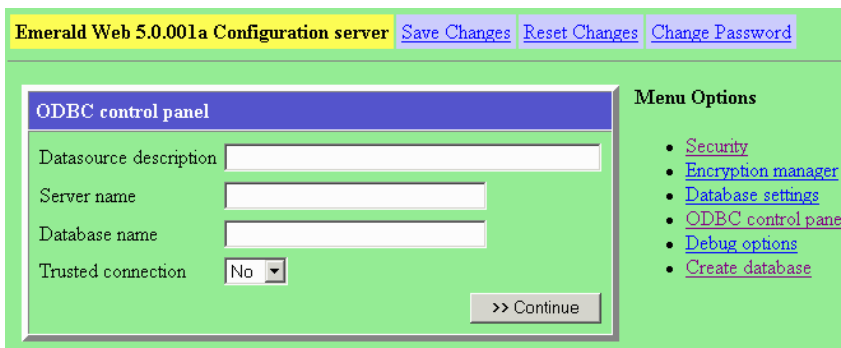 Emerald Web 5.0.001a Configuration server Save Changes Reset Changes Change Password
ODBC control panel
Datasource description
Server name
Database name
Trusted connection No
>> Continue
Menu Options
Security
Encryption manager
Database settings
ODBC control pane
Debug options
Create database